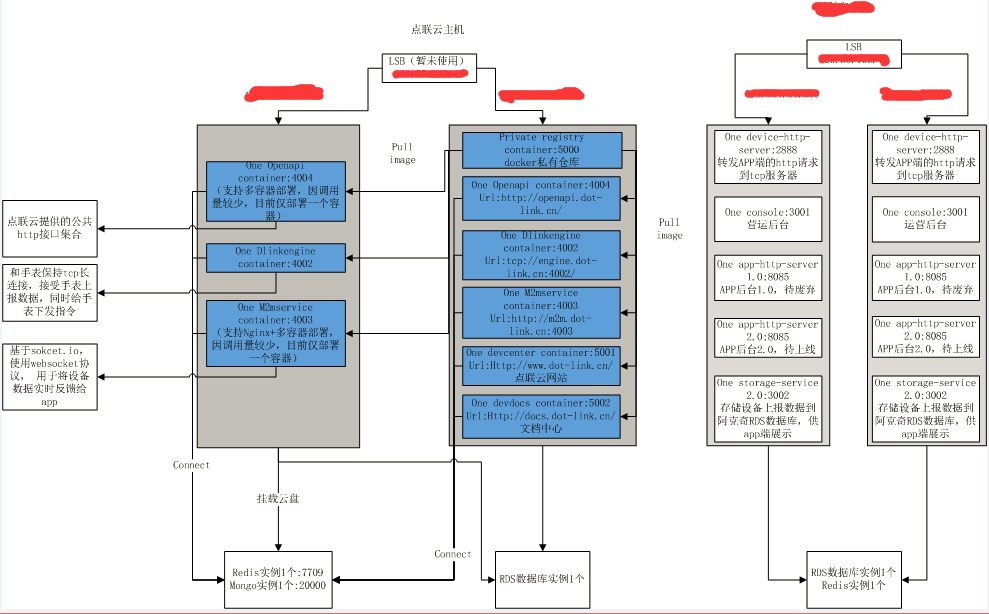 点联云主机
LSB（暂未使用）
One Openapi
container:4004
（支持多容器部署，因调用
量较少，目前仅部署一个容
器）
One Dlinkengine
container:4002
One M2mservice
container:4003
（支持Nginx+多容器部署，
因调用量较少，目前仅部署
一个容器）
点联云提供的公共
http接口集合
和手表保持tcp长
连接，接受手表上
报数据，同时给手
表下发指令
基于sokcet.io，
使用websocket协
议， 用于将设备
数据实时反馈给
app
Pull
image
Private registry
container:5000
docker私有仓库
One Openapi container:4004
Url:http://openapi.dot-
link.cn/
One Dlinkengine
container:4002
Url:tcp://engine.dot-
link.cn:4002/
One M2mservice
container:4003
Url:http://m2m.dot-
link.cn:4003
One devcenter container:5001
Url:Http://www.dot-link.cn/
点联云网站
One devdocs container:5002
Url:Http://docs.dot-link.cn/
文档中心
Pull
image
Connect
挂载云盘
Connect
Redis实例1个:7709
Mongo实例1个:20000
RDS数据库实例1个
LSB
One device-http-
server:2888
转发APP端的http请求
到tcp服务器
One console:3001
营运后台
One app-http-server
1.0:8085
APP后台1.0，待废弃
One app-http-server
2.0:8085
APP后台2.0，待上线
One storage-service
2.0:3002
存储设备上报数据到
阿克奇RDS数据库，供
app端展示
One device-http-
server:2888
转发APP端的http请求
到tcp服务器
One console:3001
运营后台
One app-http-server
1.0:8085
APP后台1.0，待废弃
One app-http-server
2.0:8085
APP后台2.0，待上线
One storage-service
2.0:3002
存储设备上报数据到
阿克奇RDS数据库，供
app端展示
RDS数据库实例1个
Redis实例1个